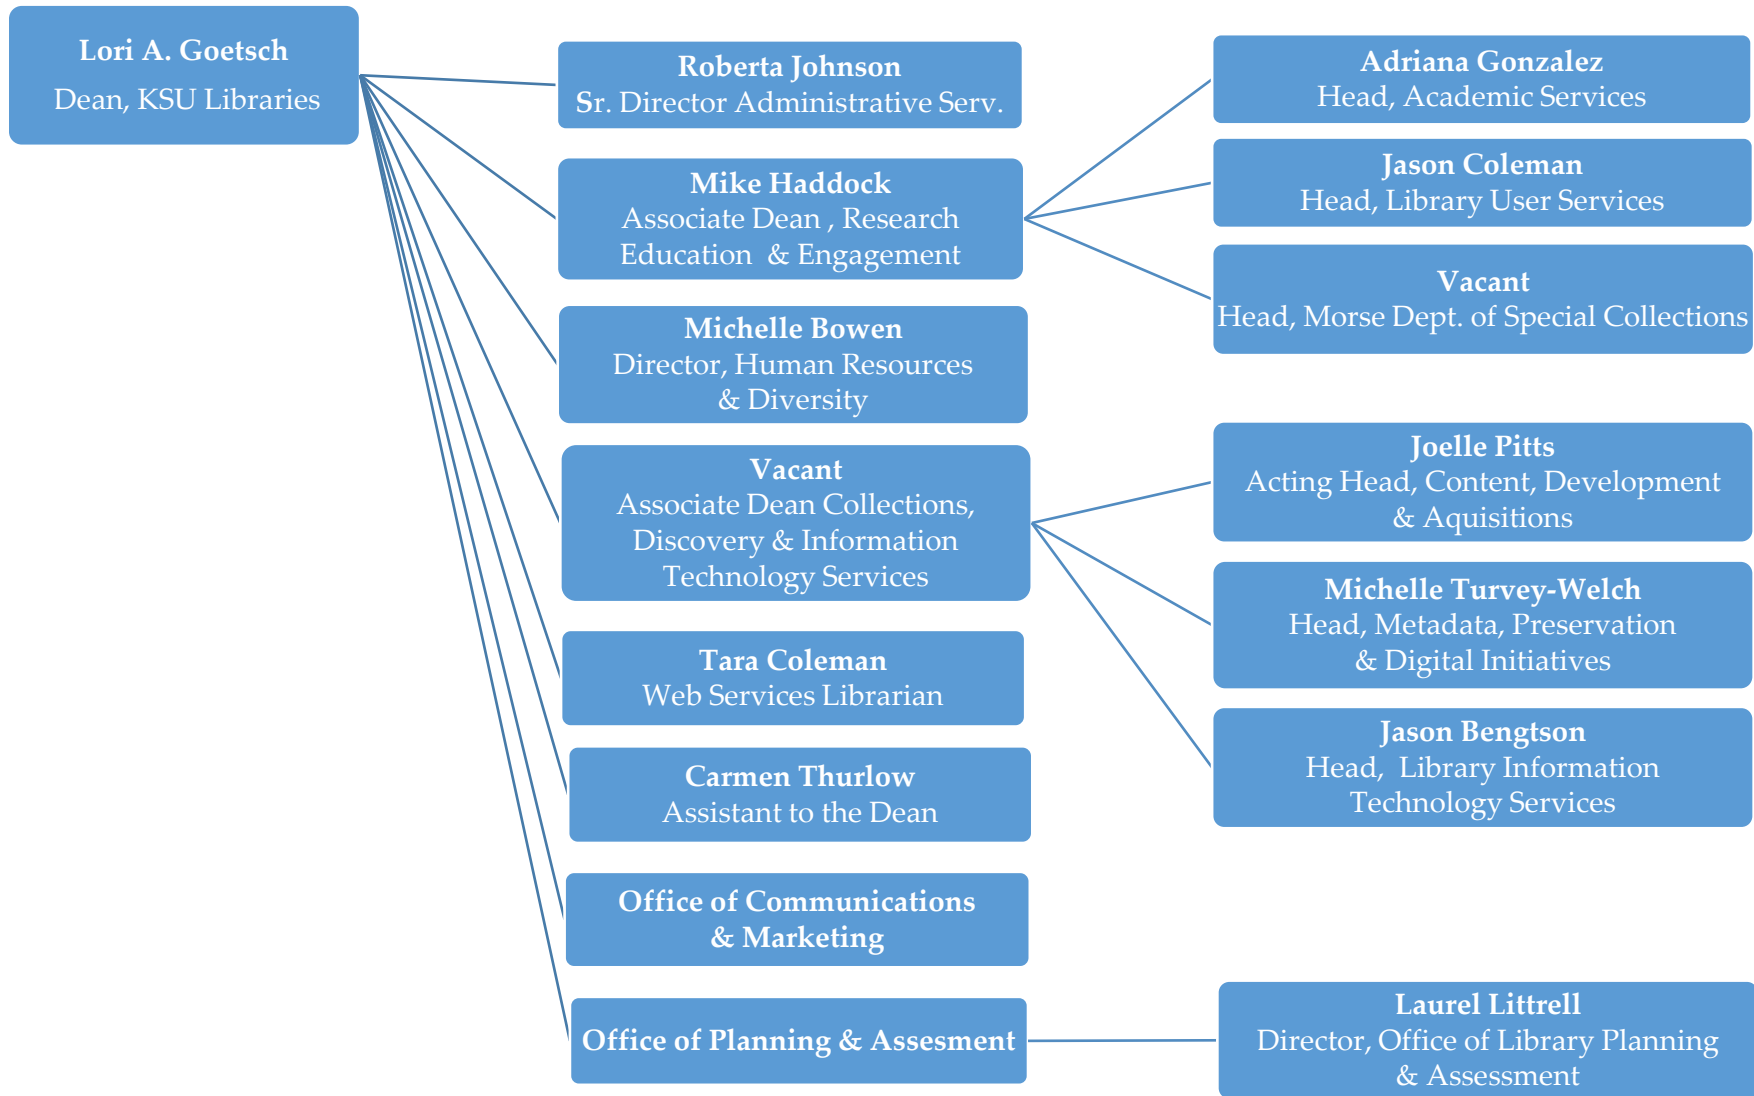 Lori A. Goetsch
Dean, KSU Libraries
Roberta Johnson
Sr. Director Administrative Serv.
Mike Haddock
Associate Dean , Research
Education & Engagement
Michelle Bowen
Director, Human Resources
& Diversity
Vacant
Associate Dean Collections,
Discovery & Information
Technology Services
Tara Coleman
Web Services Librarian
Carmen Thurlow
Assistant to the Dean
Office of Communications
& Marketing
Office of Planning & Assesment
Adriana Gonzalez
Head, Academic Services
Jason Coleman
Head, Library User Services
Vacant
Head, Morse Dept. of Special Collections
Joelle Pitts
Acting Head, Content, Development
& Aquisitions
Michelle Turvey-Welch
Head, Metadata, Preservation
& Digital Initiatives
Jason Bengtson
Head, Library Information
Technology Services
Laurel Littrell
Director, Office of Library Planning
& Assessment